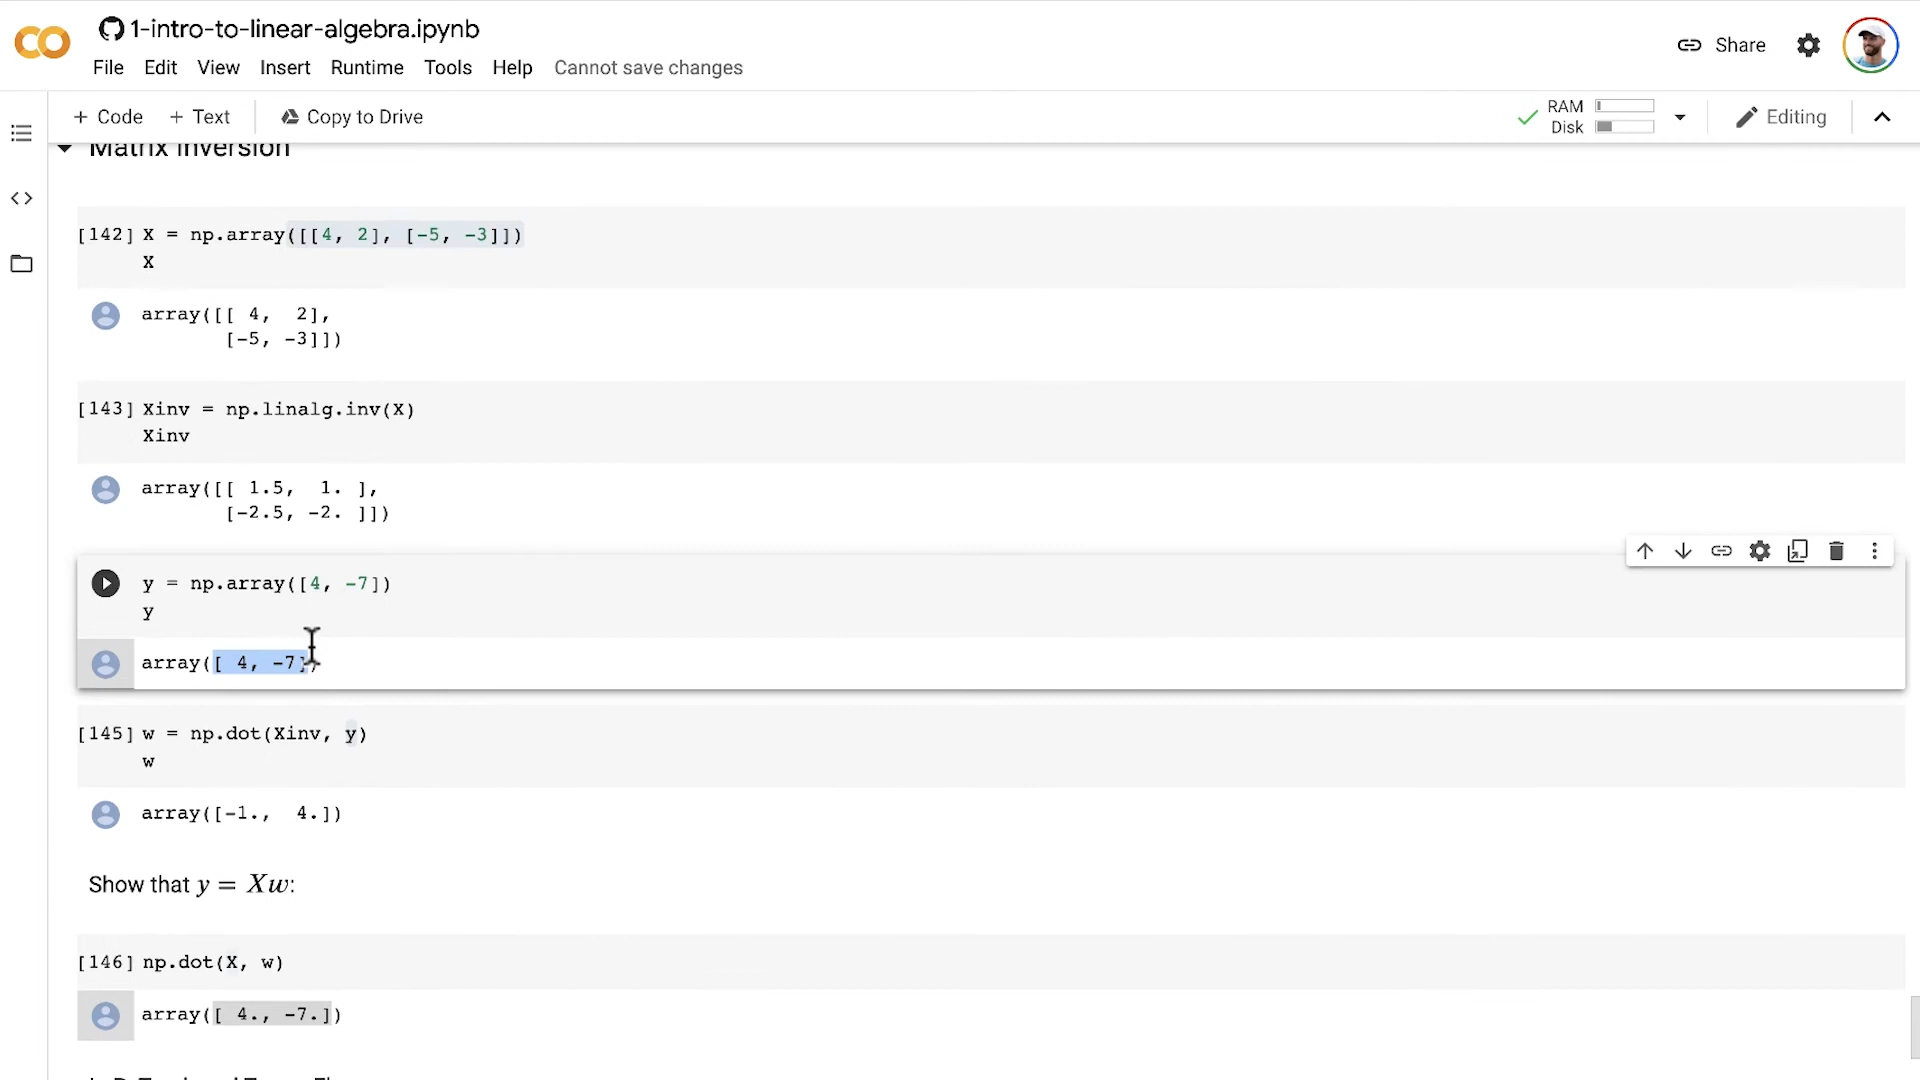 1-intro-to-linear-algebra.ipynb
File Edit View Insert Runtime Tools Help Cannot save changes
Share
+ Code + Text Copy to Drive
RAM
Disk
Editing
Matrix Inversion
[142] X = np.array([[4, 2], [-5, -3]])
X
array([[ 4, 2],
[-5, -3]])
[143] Xinv = np.linalg.inv(X)
Xinv
array([[ 1.5, 1. ],
[-2.5, -2. ]])
y = np.array([4, -7])
y
array([ 4, -7])
[145] w = np.dot(Xinv, y)
w
array([-1., 4.])
Show that y = Xw:
[146] np.dot(X, w)
array([ 4., -7.])